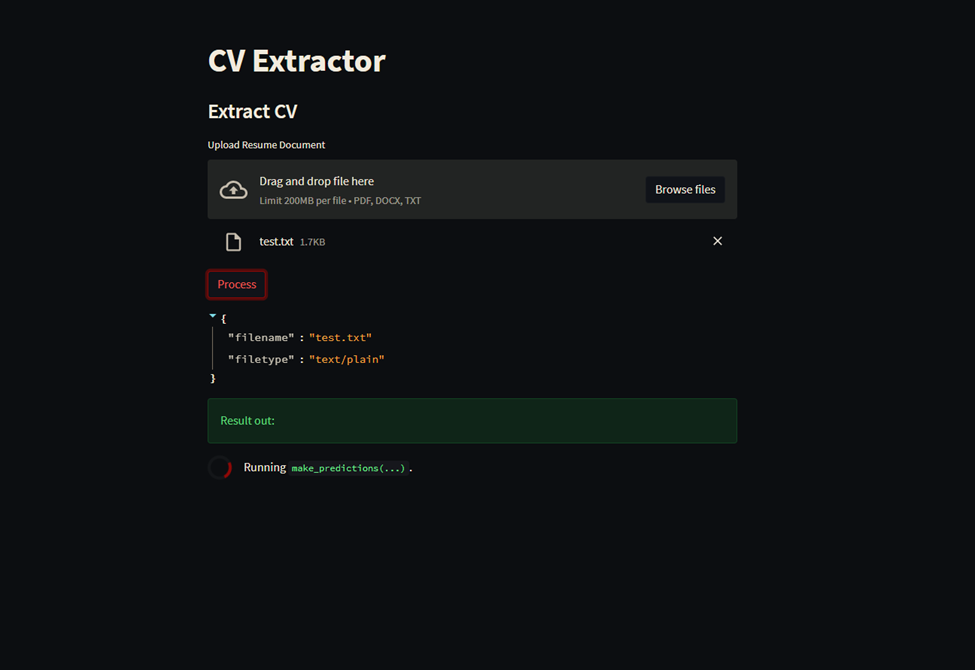 CV Extractor
Extract CV
Upload Resume Document
Drag and drop file here
Limit 200MB per file • PDF, DOCX, TXT
Browse files
test.txt 1.7KB
Process
{
"filename" : "test.txt"
"filetype" : "text/plain"
}
Result out:
Running make_predictions(...).